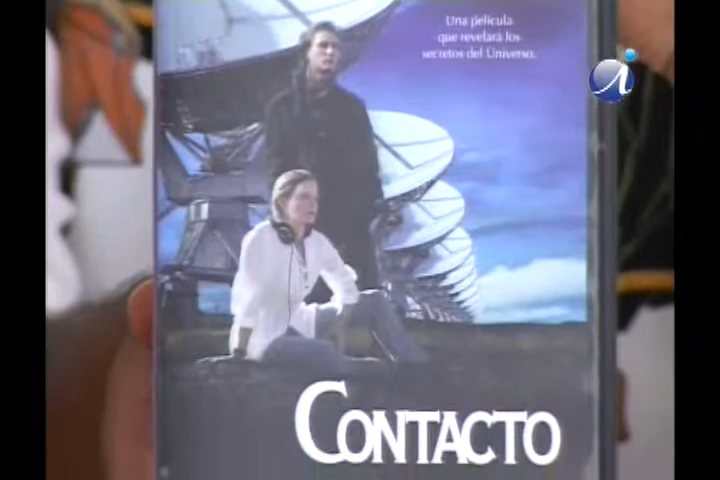 Una película
que revelará los
secretos del Universo.
CONTACTO